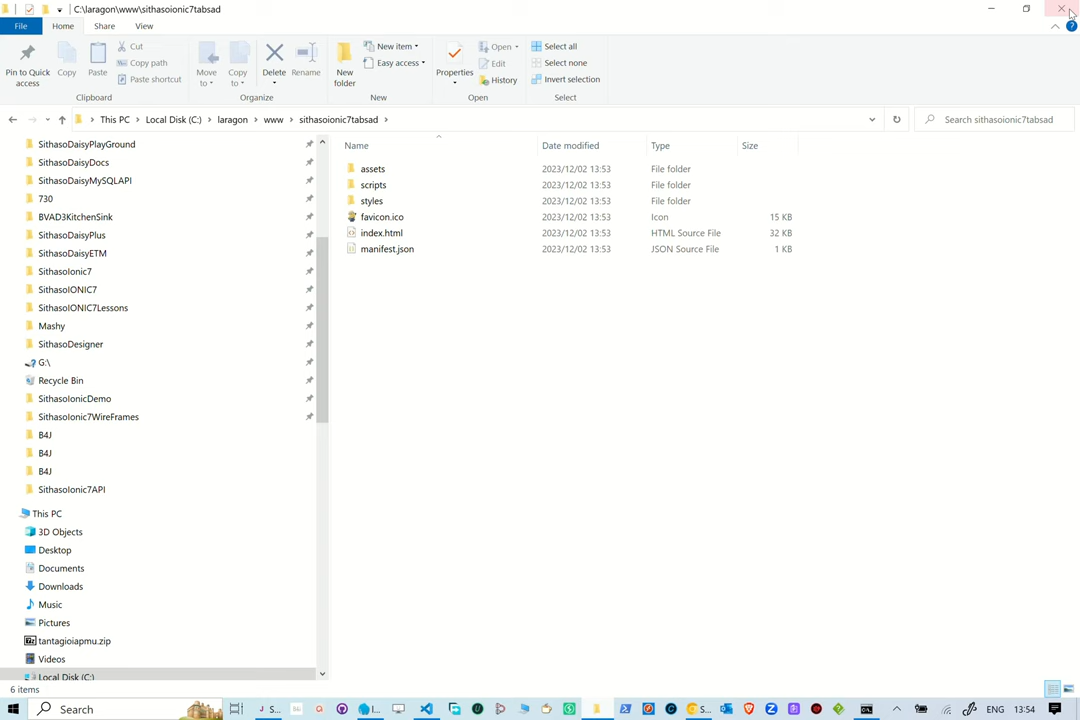 C:\laragon\www\sithasoionic7tabsad
File Home Share View
Pin to Quick access
Copy
Paste
Cut
Copy path
Paste shortcut
Clipboard
Move to
Copy to
Delete
Rename
Organize
New folder
New item
Easy access
New
Properties
Open
Edit
History
Open
Select all
Select none
Invert selection
Select
This PC Local Disk (C:) laragon www sithasoionic7tabsad
Search sithasoionic7tabsad
SithasoDaisyPlayGround
SithasoDaisyDocs
SithasoDaisyMySQLAPI
730
BVAD3KitchenSink
SithasoDaisyPlus
SithasoDaisyETM
SithasoIonic7
SithasoIONIC7
SithasoIONIC7Lessons
Mashy
SithasoDesigner
G:\
Recycle Bin
SithasoIonicDemo
SithasoIonic7WireFrames
B4J
B4J
B4J
SithasoIonic7API
This PC
3D Objects
Desktop
Documents
Downloads
Music
Pictures
tantagioiapmu.zip
Videos
Local Disk (C:)
Name Date modified Type Size
assets 2023/12/02 13:53 File folder
scripts 2023/12/02 13:53 File folder
styles 2023/12/02 13:53 File folder
favicon.ico 2023/12/02 13:53 Icon 15 KB
index.html 2023/12/02 13:53 HTML Source File 32 KB
manifest.json 2023/12/02 13:53 JSON Source File 1 KB
6 items
Search
S...
I...
S...
ENG 13:54